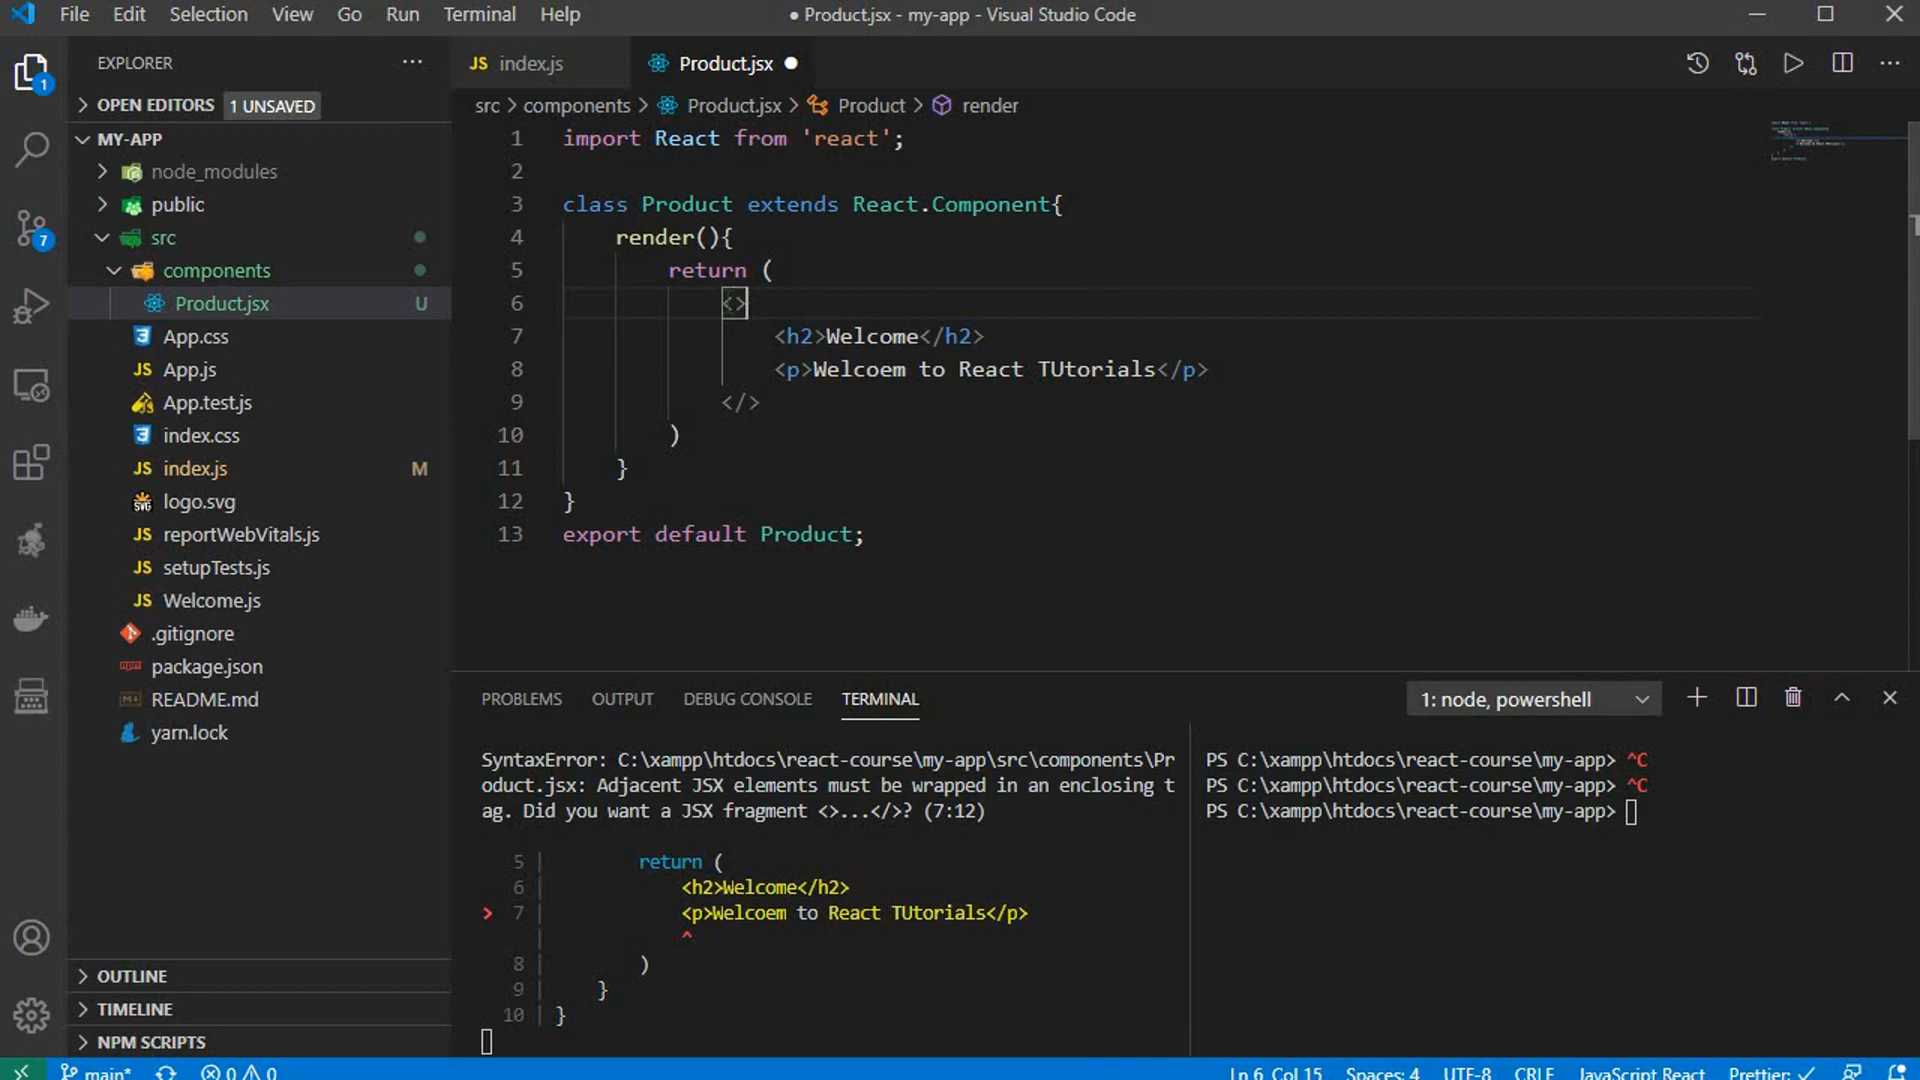 File Edit Selection View Go Run Terminal Help
● Product.jsx - my-app - Visual Studio Code
EXPLORER ...
1
7
OPEN EDITORS 1 UNSAVED
MY-APP
node_modules
public
src
components
Product.jsx U
App.css
JS App.js
App.test.js
index.css
JS index.js M
SVG logo.svg
JS reportWebVitals.js
JS setupTests.js
JS Welcome.js
.gitignore
package.json
README.md
yarn.lock
OUTLINE
TIMELINE
NPM SCRIPTS
JS index.js
Product.jsx ●
src > components > Product.jsx > Product > render
1 import React from 'react';
2
3 class Product extends React.Component{
4 render(){
5 return (
6 <>
7 <h2>Welcome</h2>
8 <p>Welcoem to React TUtorials</p>
9 </>
10 )
11 }
12 }
13 export default Product;
PROBLEMS OUTPUT DEBUG CONSOLE TERMINAL
1: node, powershell
SyntaxError: C:\xampp\htdocs\react-course\my-app\src\components\Pr
oduct.jsx: Adjacent JSX elements must be wrapped in an enclosing t
ag. Did you want a JSX fragment <>...</>? (7:12)
5 | return (
6 | <h2>Welcome</h2>
> 7 | <p>Welcoem to React TUtorials</p>
| ^
8 | )
9 | }
10 | }
PS C:\xampp\htdocs\react-course\my-app> ^C
PS C:\xampp\htdocs\react-course\my-app> ^C
PS C:\xampp\htdocs\react-course\my-app>
main* 0 0
Ln 6, Col 15 Spaces: 4 UTF-8 CRLF JavaScript React Prettier: ✓